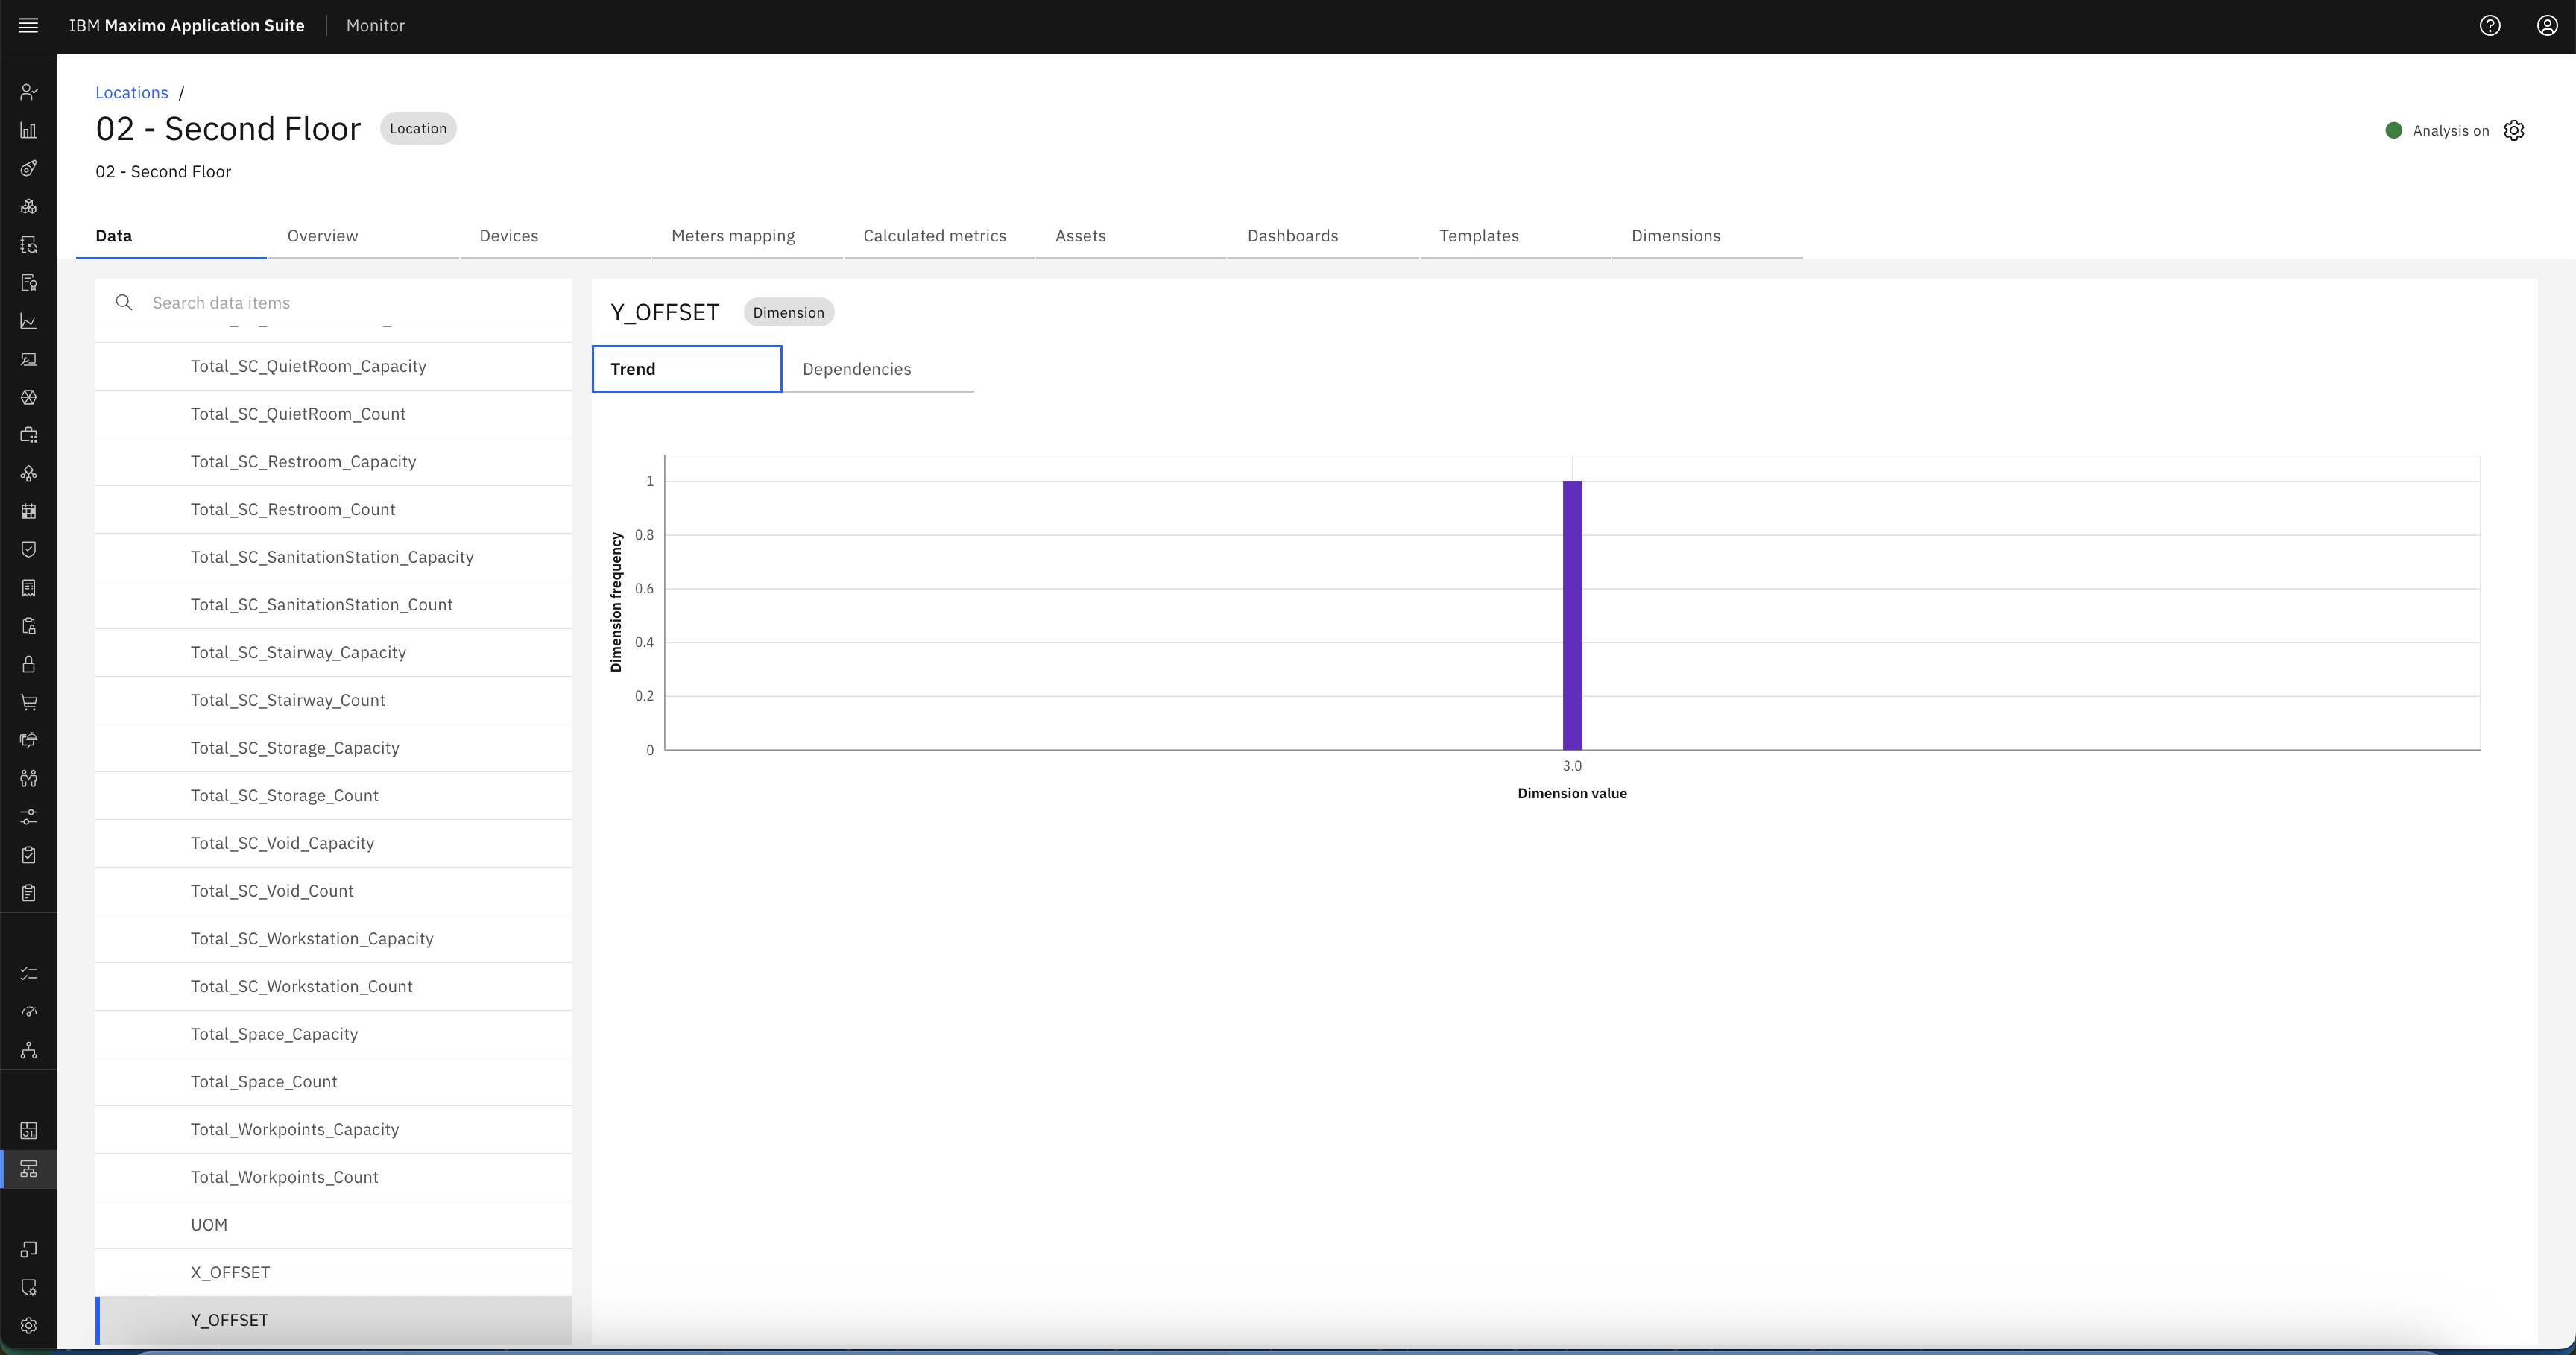 IBM Maximo Application Suite | Monitor
Locations /
02 - Second Floor Location
Analysis on
02 - Second Floor
Data Overview Devices Meters mapping Calculated metrics Assets Dashboards Templates Dimensions
Search data items
Total_SC_QuietRoom_Capacity
Total_SC_QuietRoom_Count
Total_SC_Restroom_Capacity
Total_SC_Restroom_Count
Total_SC_SanitationStation_Capacity
Total_SC_SanitationStation_Count
Total_SC_Stairway_Capacity
Total_SC_Stairway_Count
Total_SC_Storage_Capacity
Total_SC_Storage_Count
Total_SC_Void_Capacity
Total_SC_Void_Count
Total_SC_Workstation_Capacity
Total_SC_Workstation_Count
Total_Space_Capacity
Total_Space_Count
Total_Workpoints_Capacity
Total_Workpoints_Count
UOM
X_OFFSET
Y_OFFSET
Y_OFFSET Dimension
Trend Dependencies
Dimension frequency
1
0.8
0.6
0.4
0.2
0
3.0
Dimension value